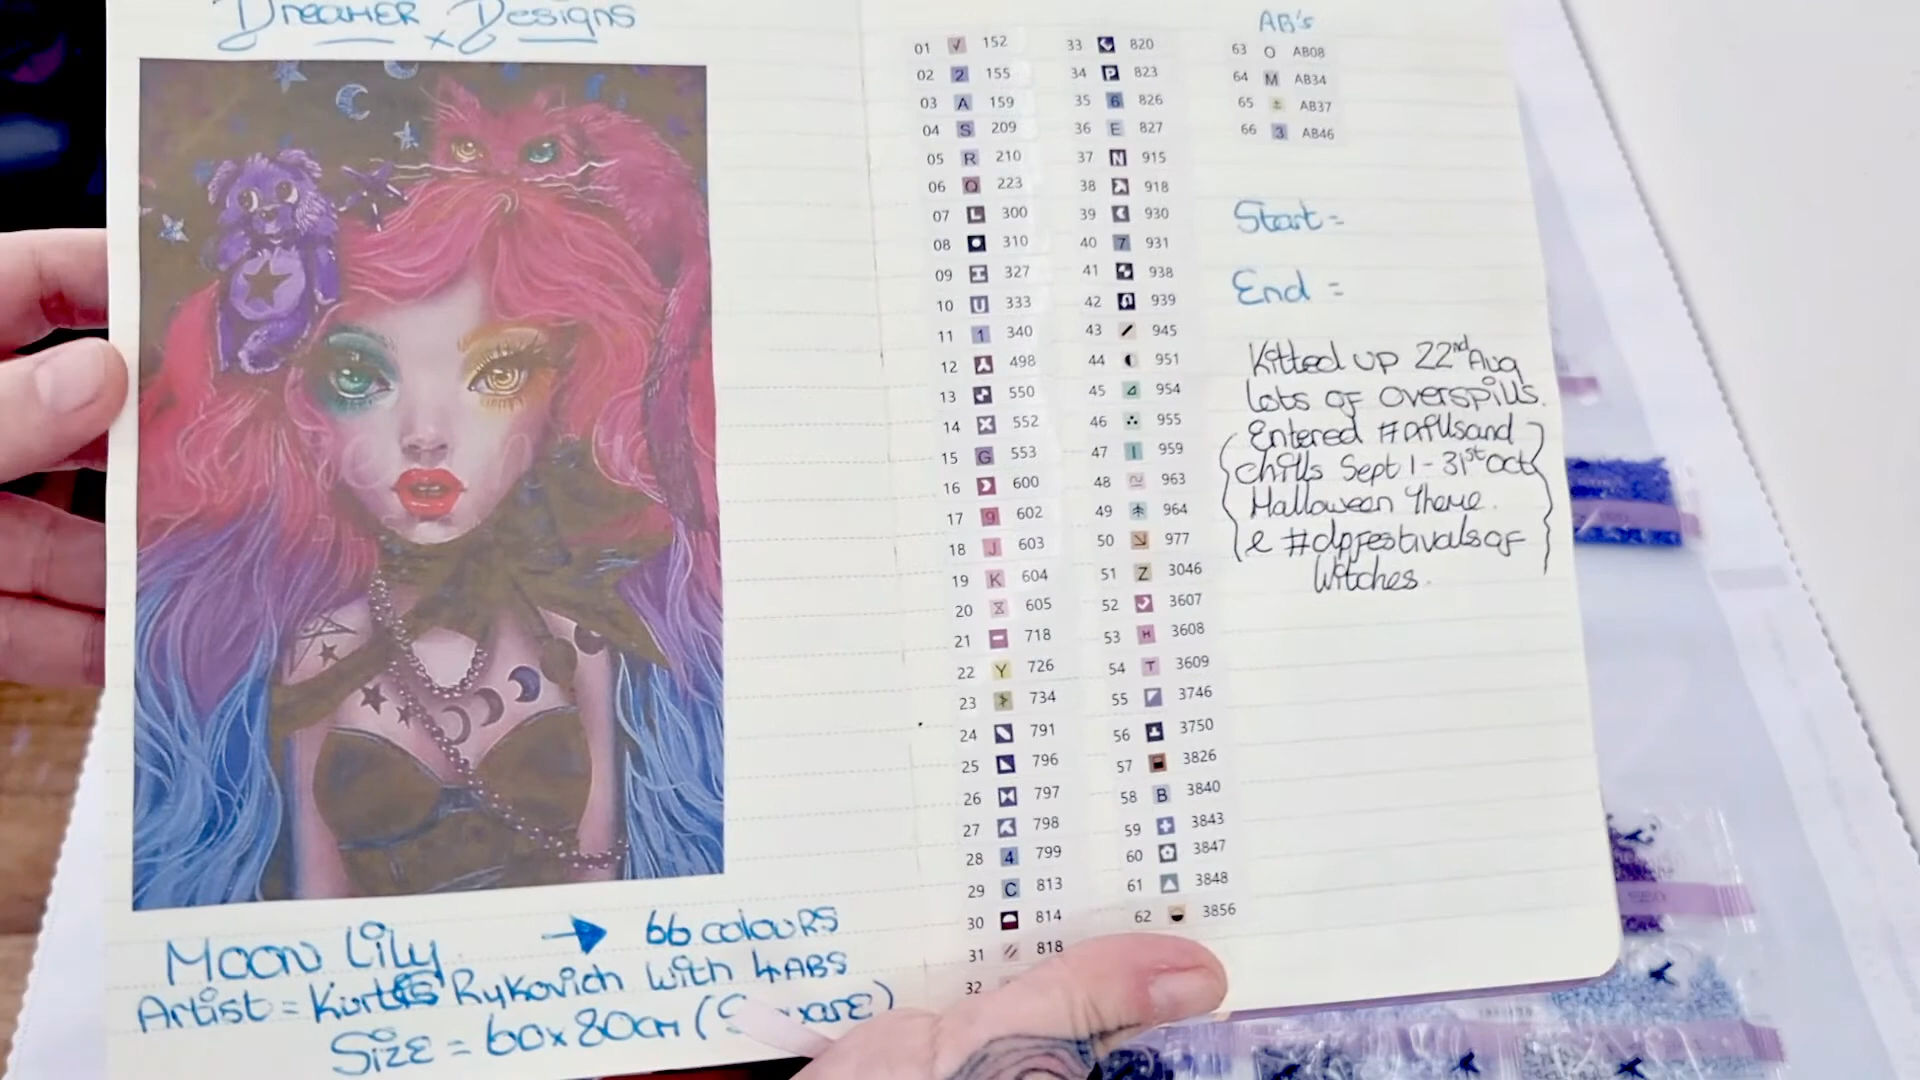 Dreamer Designs
x
Moon Lily → 66 colours
Artist = Kurtis Rykovich with 4 ABS
Size = 60x80cm (Square)
01 √ 152
02 2 155
03 A 159
04 S 209
05 R 210
06 Q 223
07 L 300
08 310
09 I 327
10 U 333
11 1 340
12 498
13 550
14 552
15 G 553
16 600
17 9 602
18 J 603
19 K 604
20 605
21 718
22 Y 726
23 734
24 791
25 796
26 797
27 798
28 4 799
29 C 813
30 814
31 818
32
33 820
34 P 823
35 6 826
36 E 827
37 N 915
38 918
39 930
40 7 931
41 938
42 939
43 945
44 951
45 954
46 955
47 I 959
48 963
49 964
50 977
51 Z 3046
52 3607
53 H 3608
54 T 3609
55 3746
56 3750
57 3826
58 B 3840
59 3843
60 3847
61 3848
62 3856
AB's
63 O AB08
64 M AB34
65 AB37
66 3 AB46
Start =
End =
Kitted up 22nd Aug
lots of overspills.
Entered
chills Sept 1 - 31st Oct
Halloween Theme.
& #dpfestivalsof
Witches.